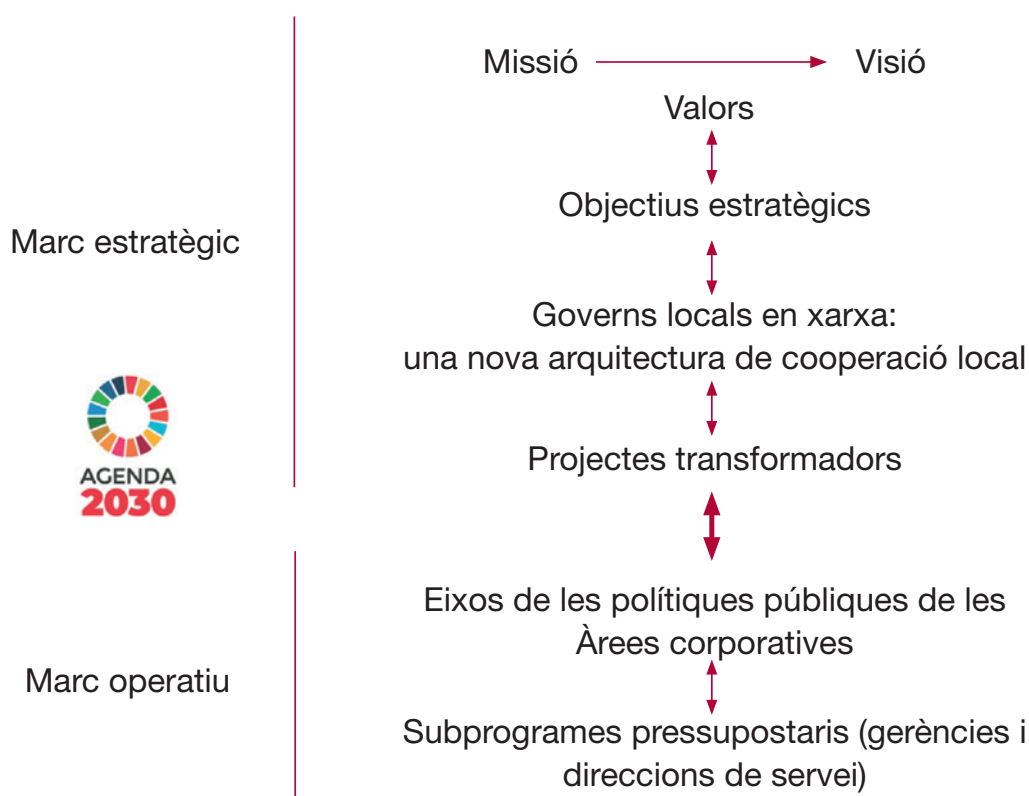 Missió
Visió
Valors
Objectius estratègics
Marc estratègic
Governs locals en xarxa:
una nova arquitectura de cooperació local
Projectes transformadors
AGENDA
2030
Eixos de les polítiques públiques de les
Àrees corporatives
Marc operatiu
Subprogrames pressupostaris (gerències i
direccions de servei)